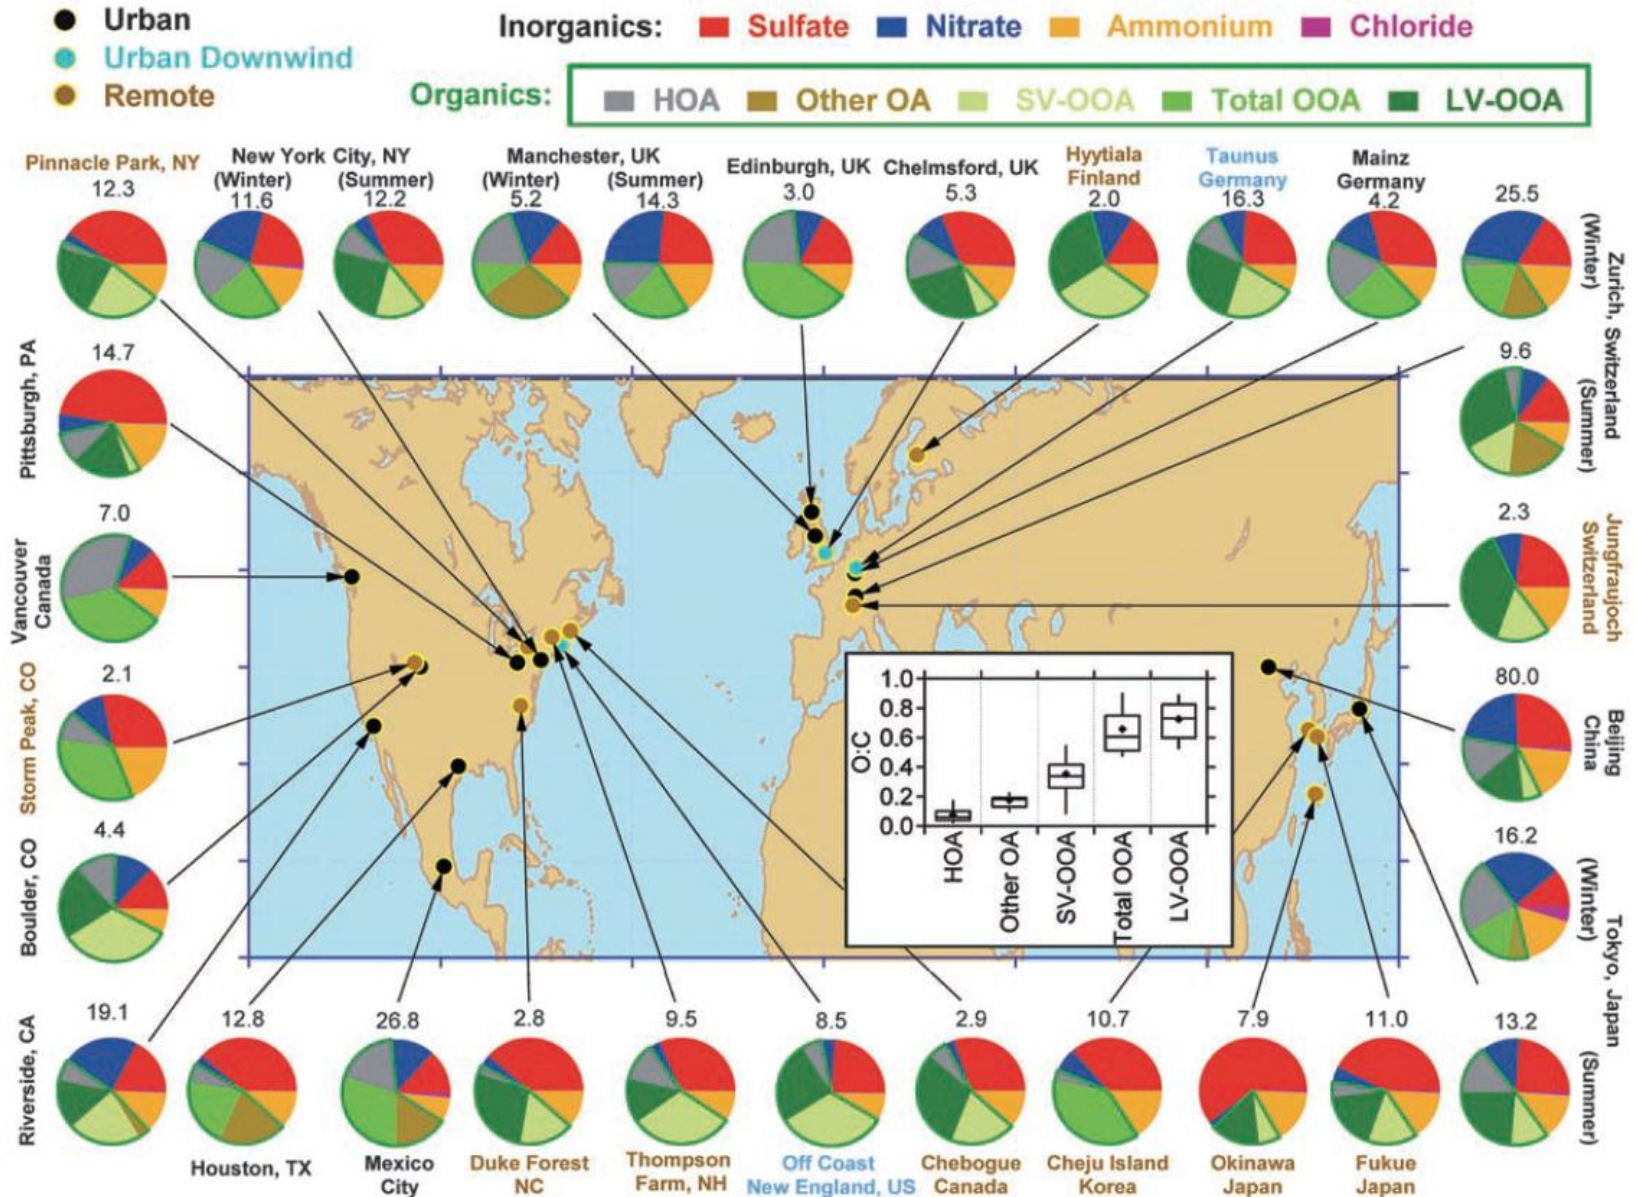 Urban
Urban Downwind
Remote
Inorganics: Sulfate Nitrate Ammonium Chloride
Organics: HOA Other OA SV-OOA Total OOA LV-OOA
Pinnacle Park, NY
12.3
New York City, NY
(Winter) (Summer)
11.6 12.2
Manchester, UK
(Winter) (Summer)
5.2 14.3
Edinburgh, UK
3.0
Chelmsford, UK
5.3
Hyytiala
Finland
2.0
Taunus
Germany
16.3
Mainz
Germany
4.2
25.5
(Winter)
Zurich, Switzerland
9.6
(Summer)
Pittsburgh, PA
14.7
Vancouver
Canada
7.0
Storm Peak, CO
2.1
Boulder, CO
4.4
Riverside, CA
19.1
2.3
Jungfraujoch
Switzerland
80.0
Beijing
China
16.2
(Winter)
Tokyo, Japan
13.2
(Summer)
O:C
1.0
0.8
0.6
0.4
0.2
0.0
HOA
Other OA
SV-OOA
Total OOA
LV-OOA
12.8
Houston, TX
26.8
Mexico
City
2.8
Duke Forest
NC
9.5
Thompson
Farm, NH
8.5
Off Coast
New England, US
2.9
Chebogue
Canada
10.7
Cheju Island
Korea
7.9
Okinawa
Japan
11.0
Fukue
Japan